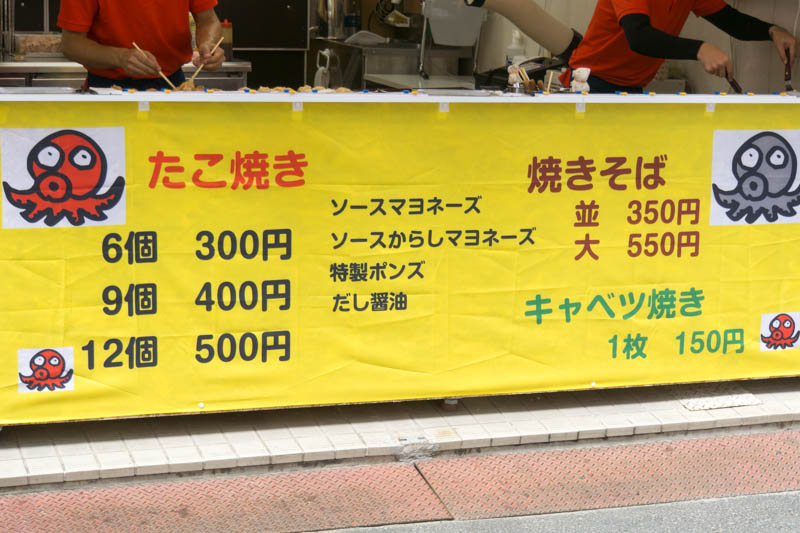 たこ焼き
6個 300円
9個 400円
12個 500円
ソースマヨネーズ
ソースからしマヨネーズ
特製ポンズ
だし醤油
焼きそば
並 350円
大 550円
キャベツ焼き
1枚 150円